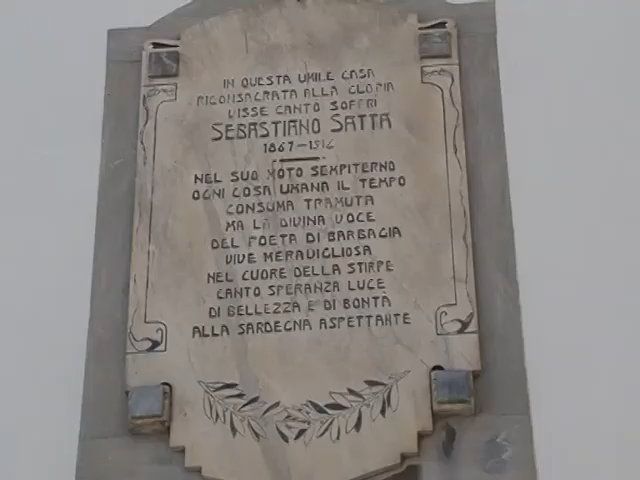 IN QUESTA UMILE CASA
RICONSACRATA ALLA GLORIA
VISSE CANTO SOFFRI
SEBASTIANO SATTA
1867-1914
NEL SUO MOTO SEMPITERNO
OGNI COSA UMANA IL TEMPO
CONSUMA TRAMUTA
MA LA DIVINA VOCE
DEL POETA DI BARBAGIA
VIVE MERAVIGLIOSA
NEL CUORE DELLA STIRPE
CANTO SPERANZA LUCE
DI BELLEZZA E DI BONTÀ
ALLA SARDEGNA ASPETTANTE